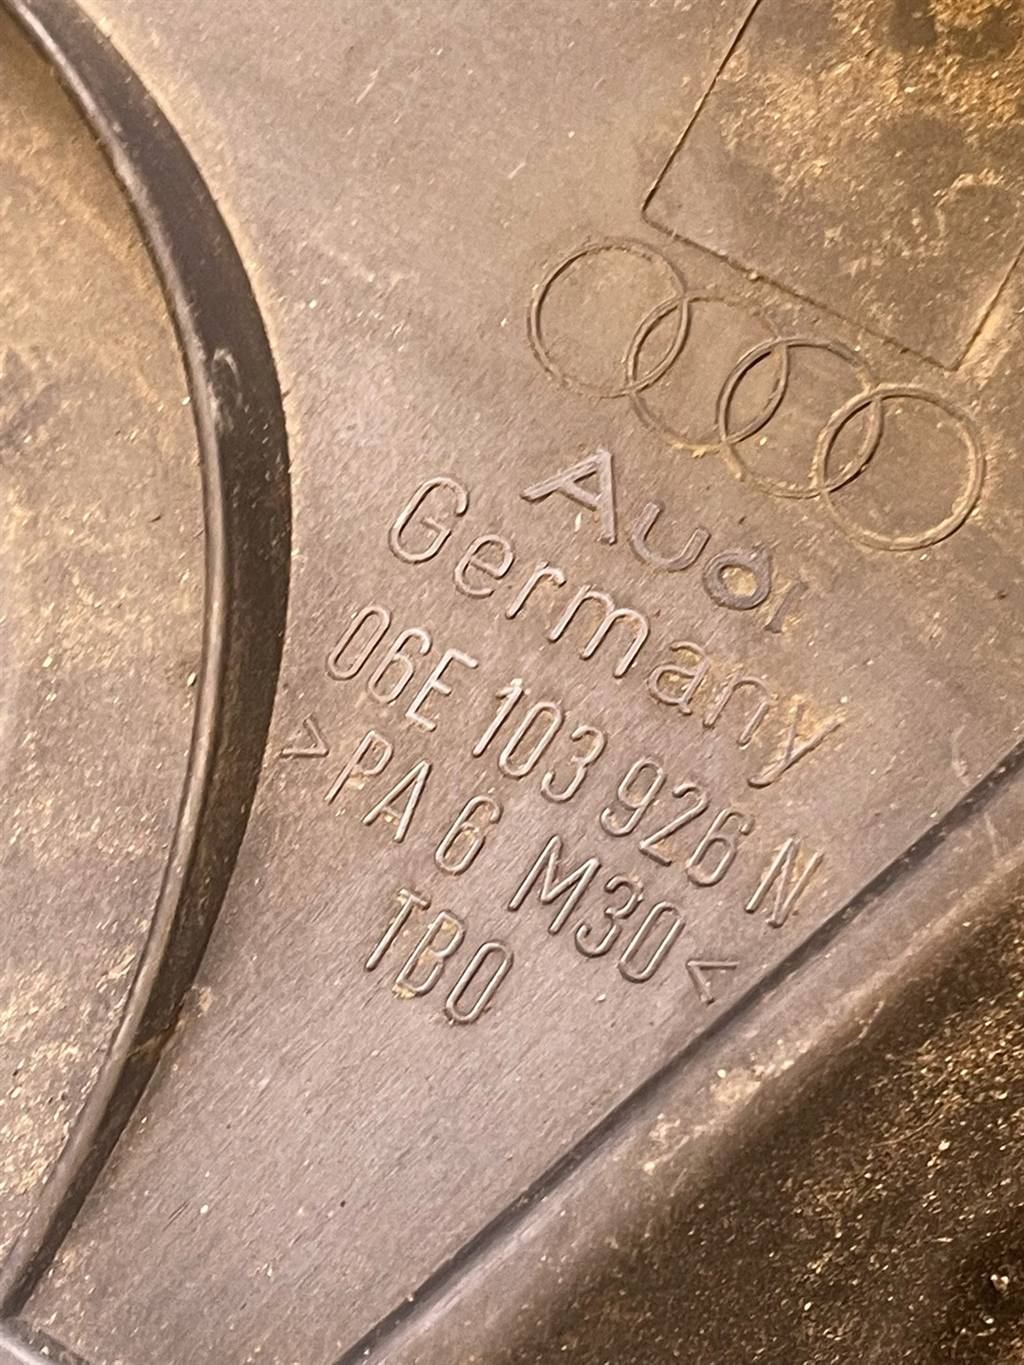 Audi
Germany
06E 103 926 N
>PA 6 M30<
TBO